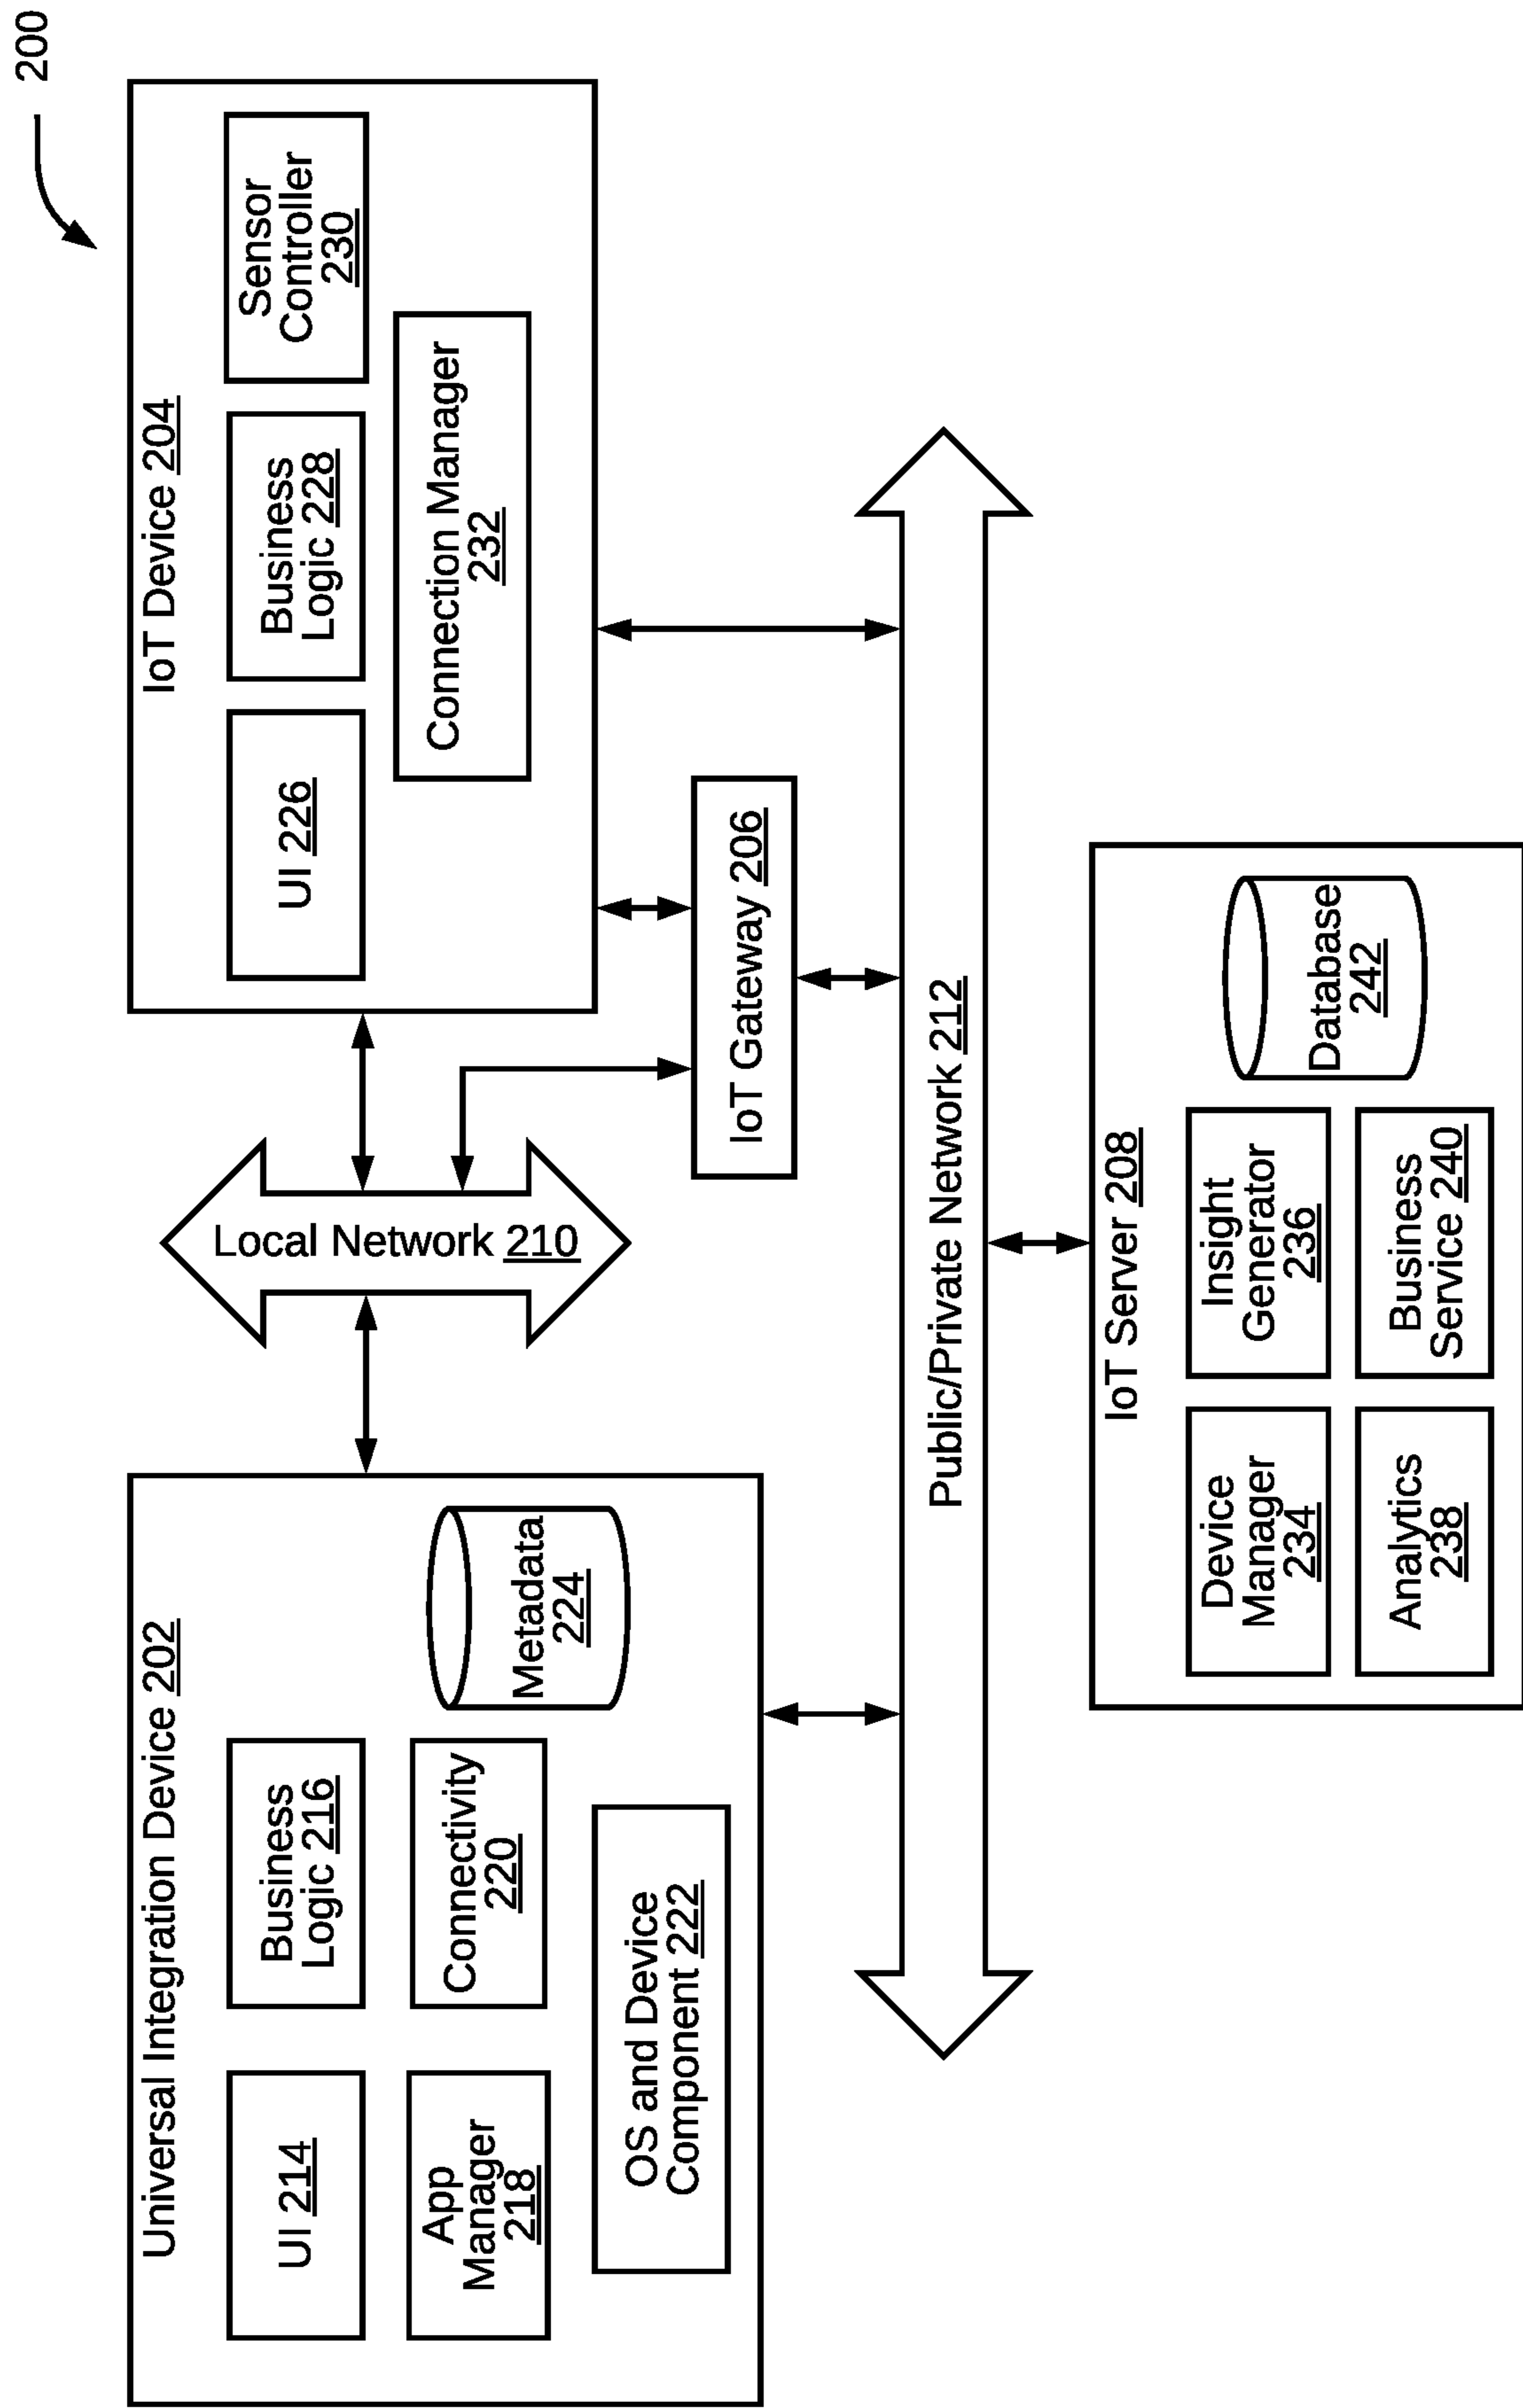 200
Universal Integration Device 202
UI 214
Business
Logic 216
App
Manager
218
Connectivity
220
Metadata
224
OS and Device
Component 222
Local Network 210
IoT Device 204
UI 226
Business
Logic 228
Sensor
Controller
230
Connection Manager
232
IoT Gateway 206
Public/Private Network 212
IoT Server 208
Device
Manager
234
Insight
Generator
236
Analytics
238
Business
Service 240
Database
242